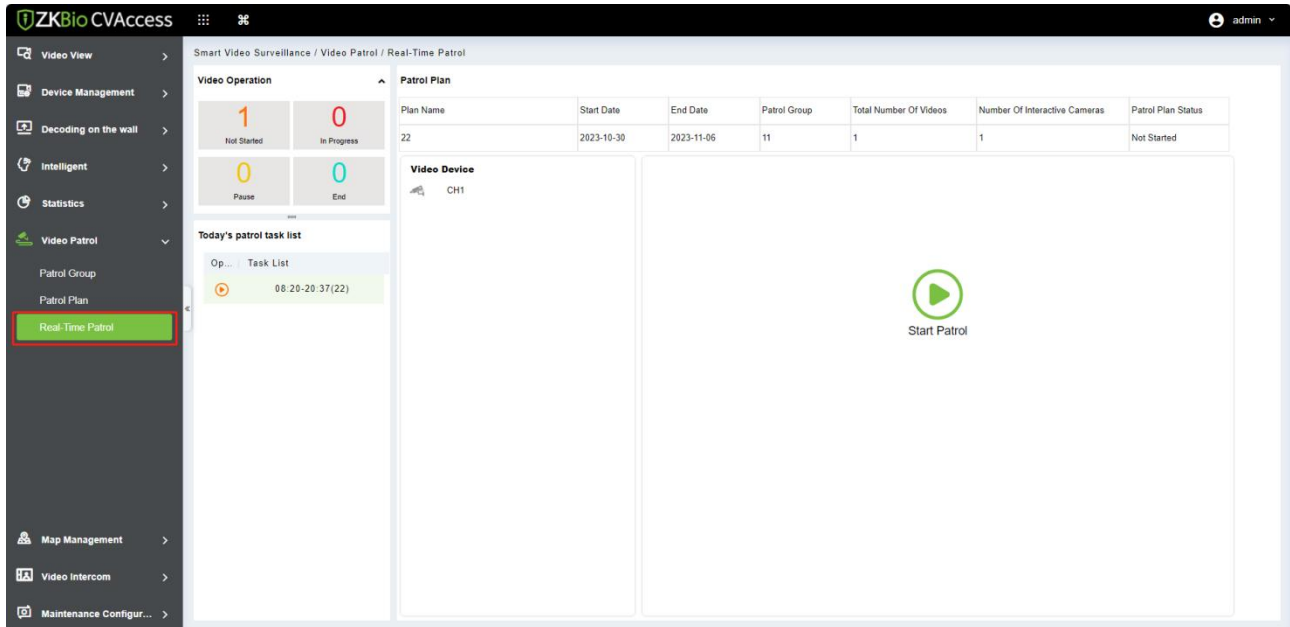 ZKBio CVAccess
admin
Video View
Device Management
Decoding on the wall
Intelligent
Statistics
Video Patrol
Patrol Group
Patrol Plan
Real-Time Patrol
Map Management
Video Intercom
Maintenance Configur...
Smart Video Surveillance / Video Patrol / Real-Time Patrol
Video Operation
1 0
Not Started In Progress
0 0
Pause End
Today's patrol task list
Op... Task List
08:20-20:37(22)
Patrol Plan
Plan Name Start Date End Date Patrol Group Total Number Of Videos Number Of Interactive Cameras Patrol Plan Status
22 2023-10-30 2023-11-06 11 1 1 Not Started
Video Device
CH1
Start Patrol